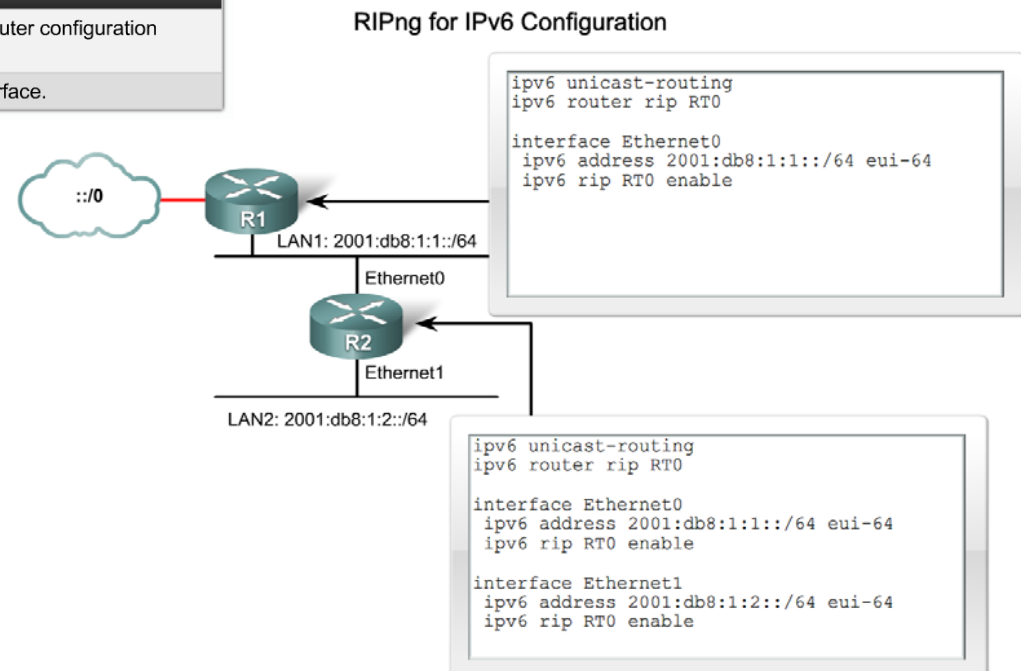 RIPng for IPv6 Configuration
uter configuration
rface.
ipv6 unicast-routing
ipv6 router rip RT0
interface Ethernet0
ipv6 address 2001:db8:1:1::/64 eui-64
ipv6 rip RT0 enable
::/0
R1
LAN1: 2001:db8:1:1::/64
Ethernet0
R2
Ethernet1
LAN2: 2001:db8:1:2::/64
ipv6 unicast-routing
ipv6 router rip RT0
interface Ethernet0
ipv6 address 2001:db8:1:1::/64 eui-64
ipv6 rip RT0 enable
interface Ethernet1
ipv6 address 2001:db8:1:2::/64 eui-64
ipv6 rip RT0 enable